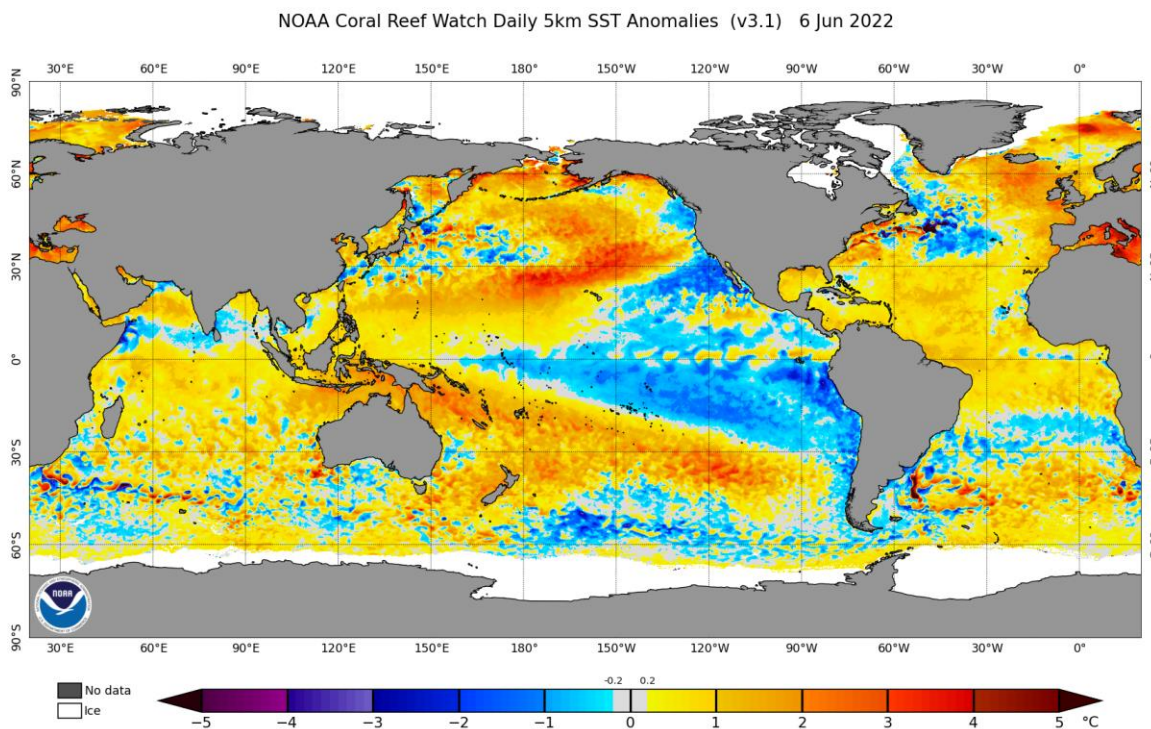 NOAA Coral Reef Watch Daily 5km SST Anomalies (v3.1) 6 Jun 2022
30°E 60°E 90°E 120°E 150°E 180° 150°W 120°W 90°W 60°W 30°W 0°
90°N
60°N
30°N
0°
30°S
60°S
90°S
NOAA
30°E 60°E 90°E 120°E 150°E 180° 150°W 120°W 90°W 60°W 30°W 0°
No data
Ice
-0.2 0.2
−5 −4 −3 −2 −1 0 1 2 3 4 5 °C